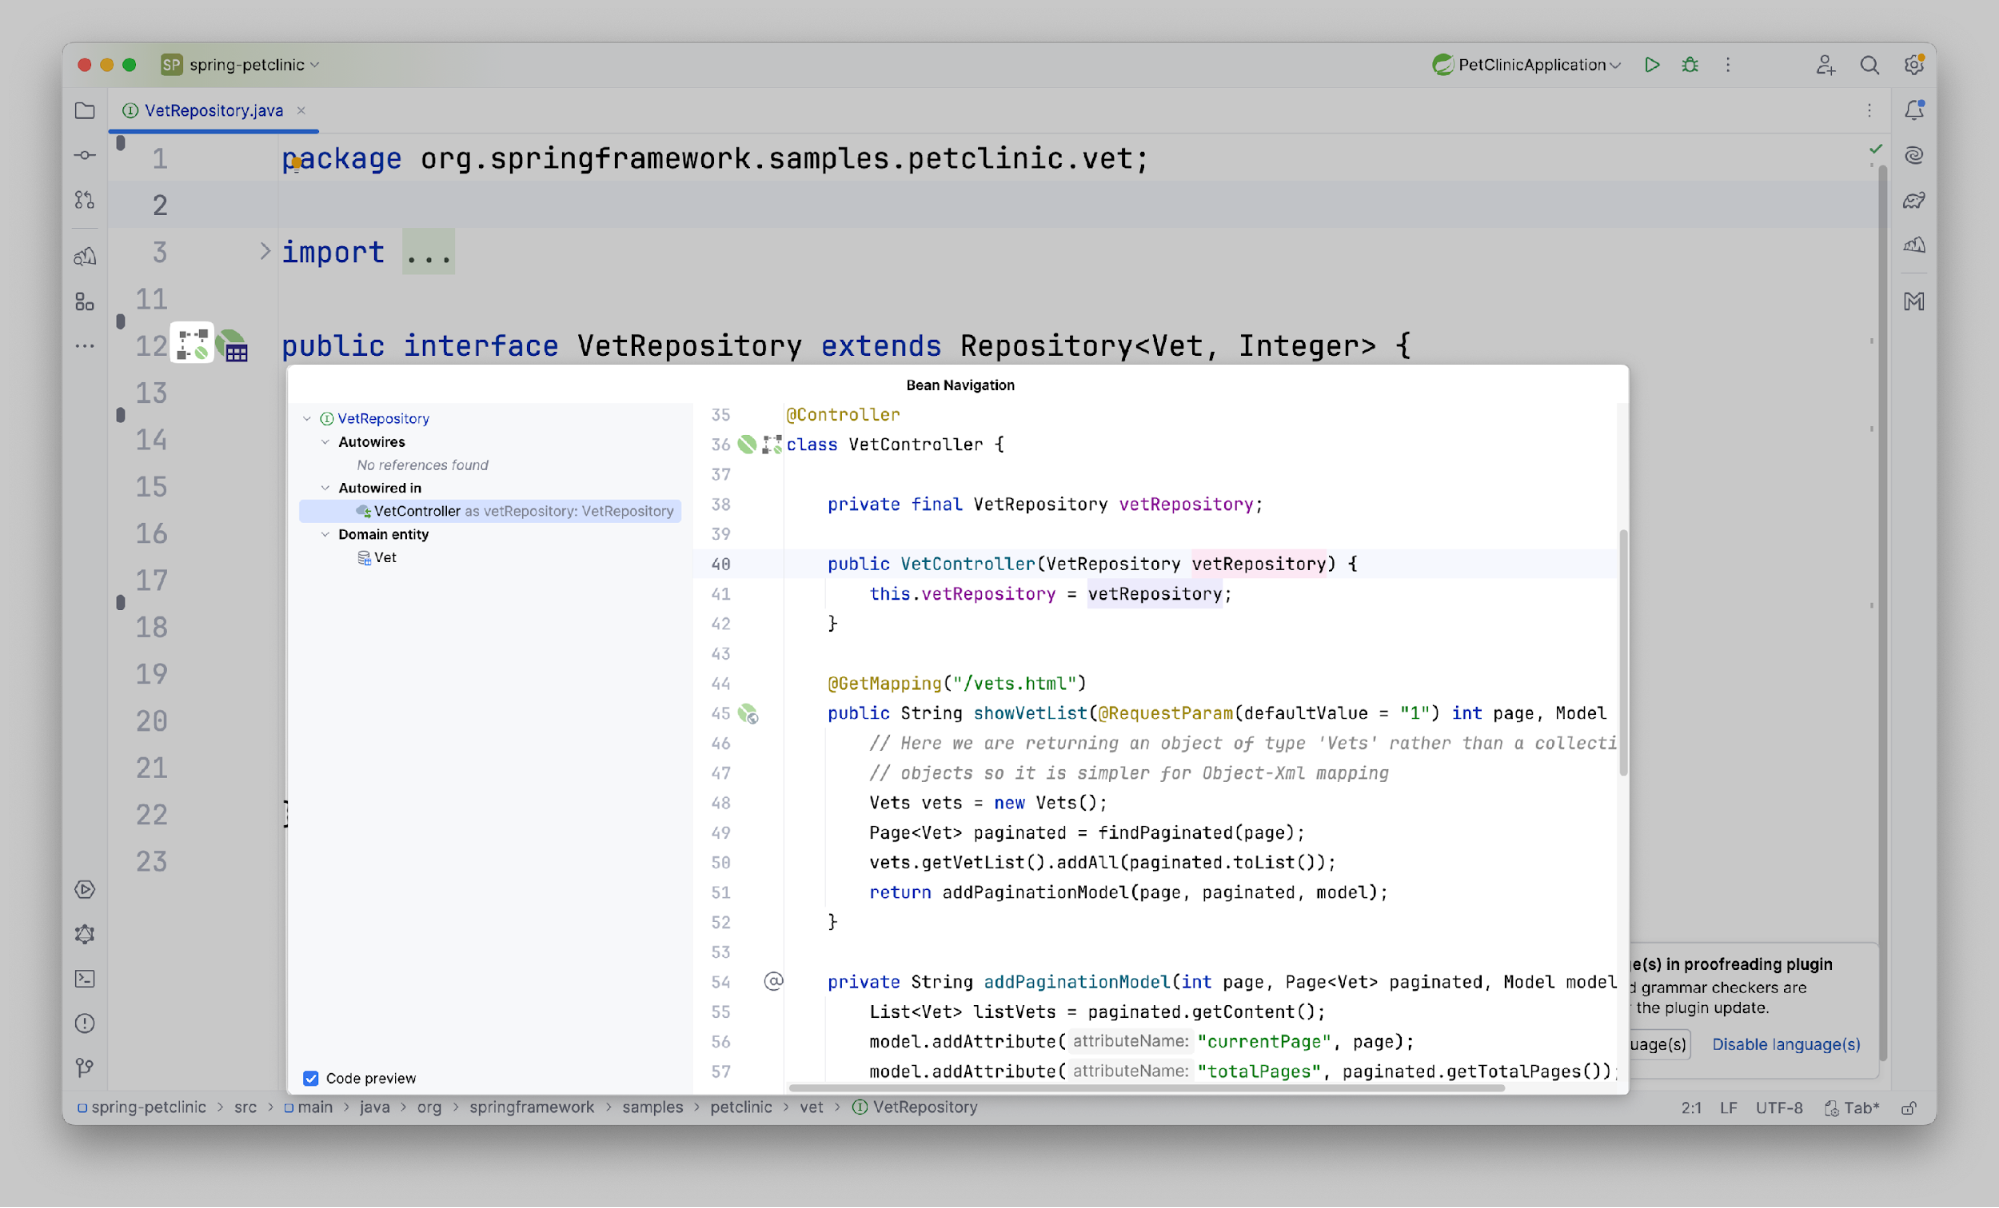 SP spring-petclinic
PetClinicApplication
VetRepository.java
1 package org.springframework.samples.petclinic.vet;
2
3 import ...
11
12 public interface VetRepository extends Repository<Vet, Integer> {
13
14
15
16
17
18
19
20
21
22 }
23
Bean Navigation
VetRepository
Autowires
No references found
Autowired in
VetController as vetRepository: VetRepository
Domain entity
Vet
Code preview
35 @Controller
36 class VetController {
37
38 private final VetRepository vetRepository;
39
40 public VetController(VetRepository vetRepository) {
41 this.vetRepository = vetRepository;
42 }
43
44 @GetMapping("/vets.html")
45 public String showVetList(@RequestParam(defaultValue = "1") int page, Model
46 // Here we are returning an object of type 'Vets' rather than a collecti
47 // objects so it is simpler for Object-Xml mapping
48 Vets vets = new Vets();
49 Page<Vet> paginated = findPaginated(page);
50 vets.getVetList().addAll(paginated.toList());
51 return addPaginationModel(page, paginated, model);
52 }
53
54 private String addPaginationModel(int page, Page<Vet> paginated, Model model
55 List<Vet> listVets = paginated.getContent();
56 model.addAttribute( attributeName: "currentPage", page);
57 model.addAttribute( attributeName: "totalPages", paginated.getTotalPages());
e(s) in proofreading plugin
d grammar checkers are
the plugin update.
uage(s) Disable language(s)
spring-petclinic > src > main > java > org > springframework > samples > petclinic > vet > VetRepository
2:1 LF UTF-8 Tab*